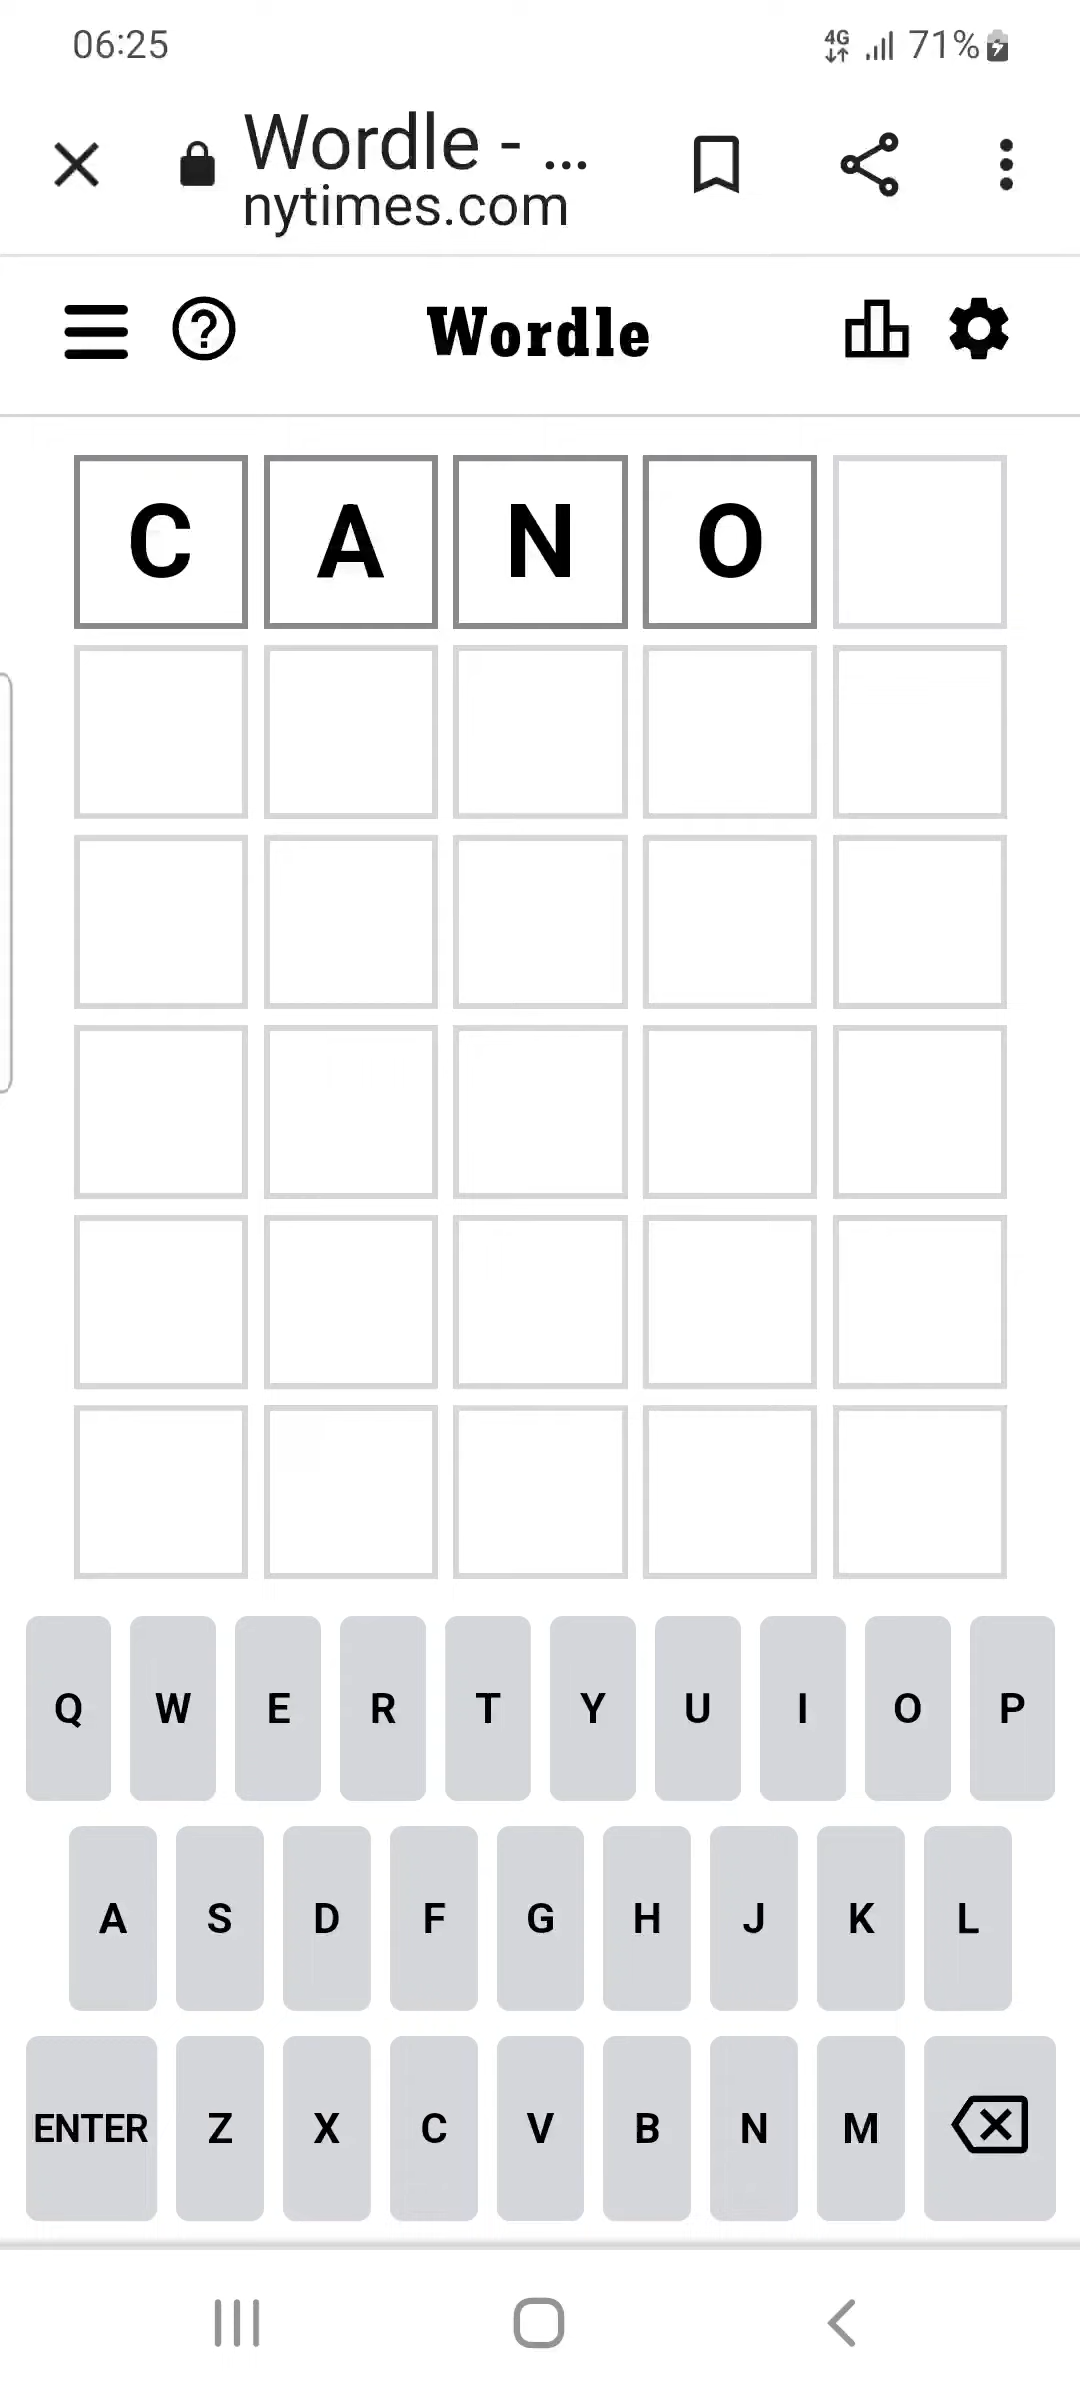 06:25 4G 71%
Wordle - ...
nytimes.com
Wordle
C A N O
Q W E R T Y U I O P
A S D F G H J K L
ENTER Z X C V B N M